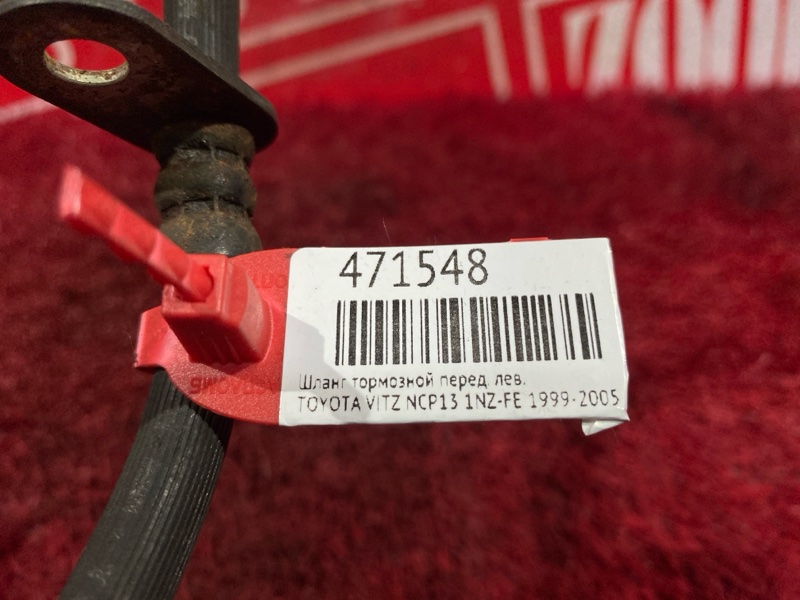 471548
Шланг тормозной перед. лев.
TOYOTA VITZ NCP13 1NZ-FE 1999-2005